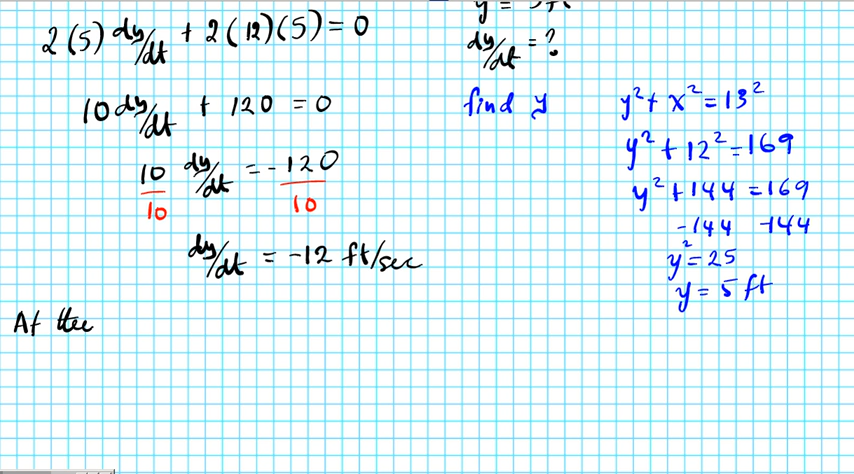 y = 5ft
2(5) dy/dt + 2(12)(5) = 0
dy/dt = ?
10 dy/dt + 120 = 0
find y
y² + x² = 13²
y² + 12² = 169
10 dy/dt = -120
10 10
y² + 144 = 169
-144 -144
dy/dt = -12 ft/sec
y² = 25
y = 5 ft
At the